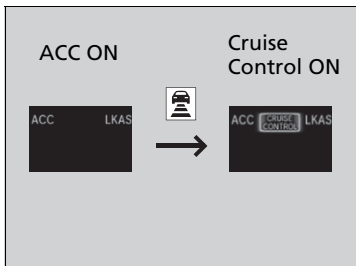 ACC ON
Cruise
Control ON
ACC LKAS
ACC CRUISE CONTROL LKAS